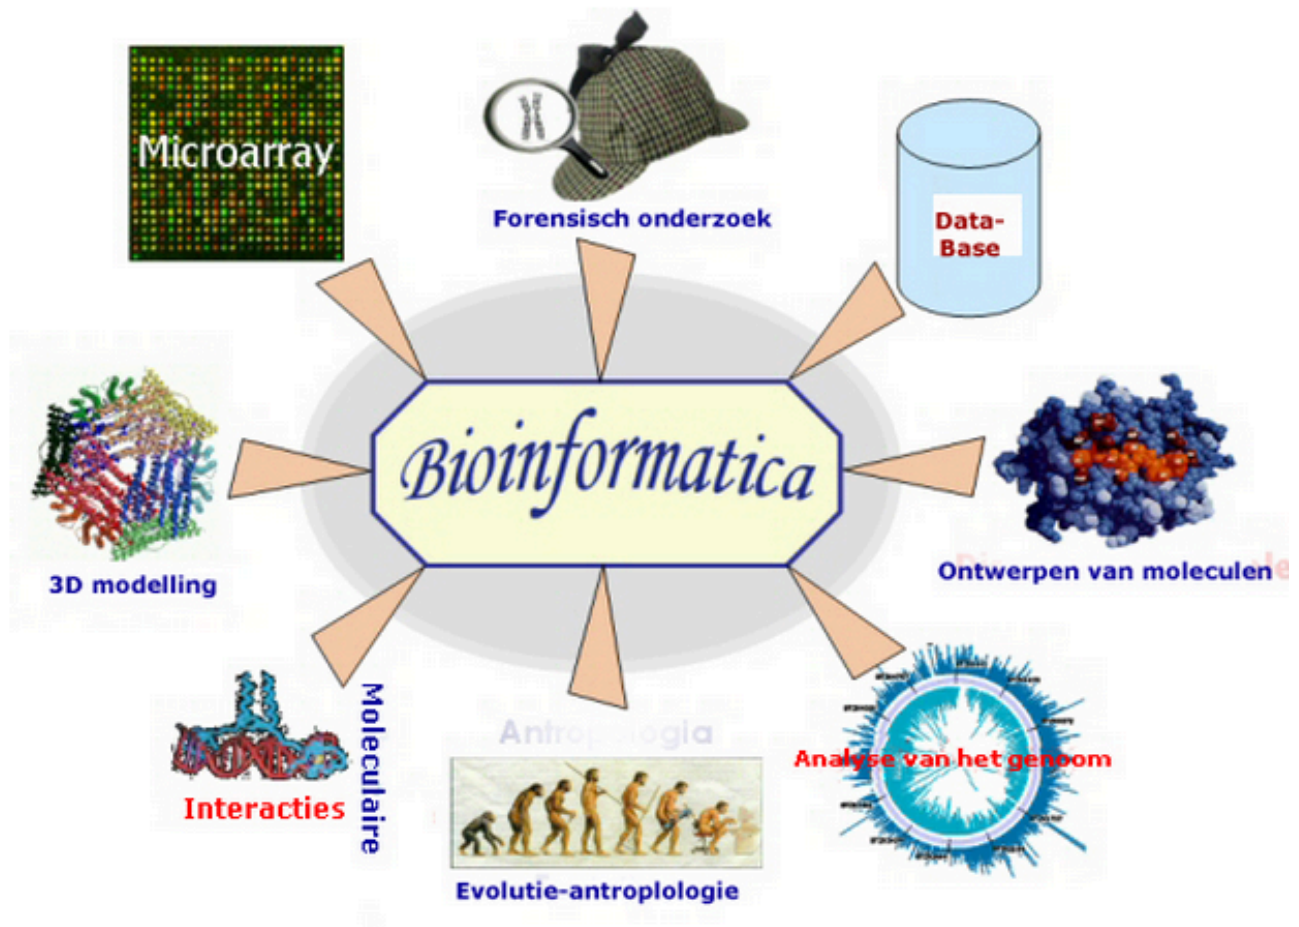 Microarray
Forensisch onderzoek
Data-
Base
Bioinformatica
3D modelling
Ontwerpen van moleculen
Moleculaire
Interacties
Antropologia
Evolutie-antroplologie
Analyse van het genoom